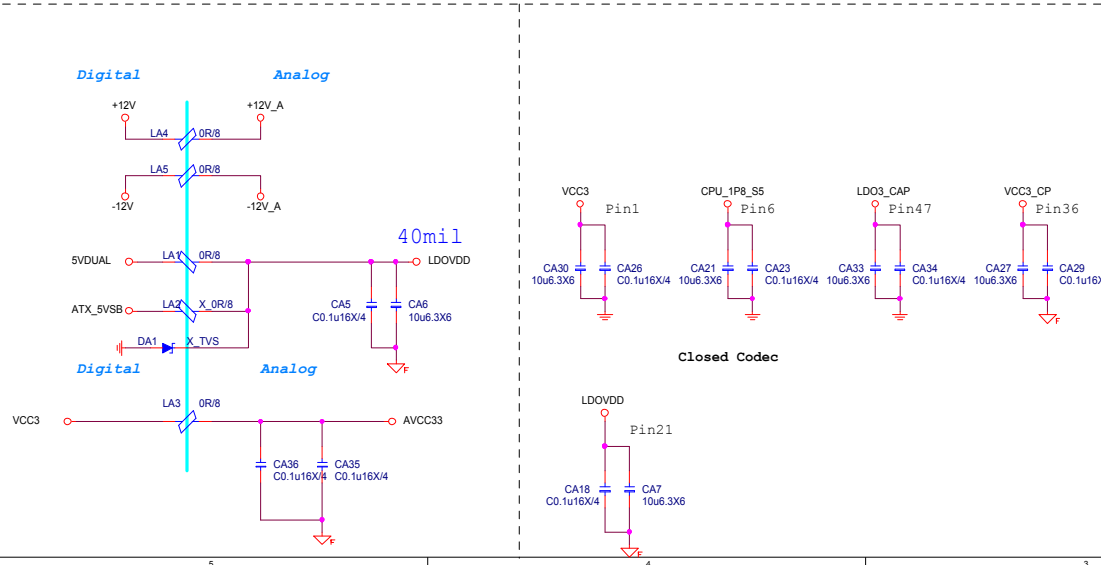 Digital Analog
+12V +12V_A
LA4 0R/8
LA5 0R/8
-12V -12V_A
40mil
5VDUAL LA1 0R/8 LDOVDD
ATX_5VSB LA2 X_0R/8
CA5
C0.1u16X/4
CA6
10u6.3X6
DA1 X_TVS
F
Digital Analog
VCC3 LA3 0R/8 AVCC33
CA36
C0.1u16X/4
CA35
C0.1u16X/4
F
VCC3
Pin1
CA30
10u6.3X6
CA26
C0.1u16X/4
CPU_1P8_S5
Pin6
CA21
10u6.3X6
CA23
C0.1u16X/4
LDO3_CAP
Pin47
CA33
10u6.3X6
CA34
C0.1u16X/4
VCC3_CP
Pin36
CA27
10u6.3X6
CA29
C0.1u16X
F
Closed Codec
LDOVDD
Pin21
CA18
C0.1u16X/4
CA7
10u6.3X6
F
5 4 3